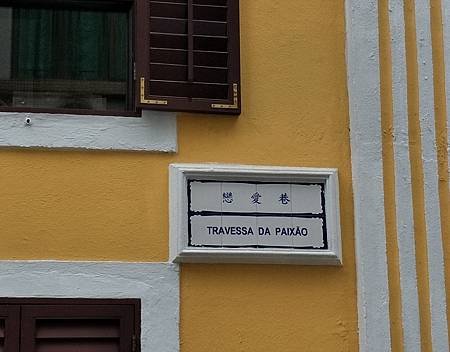 戀愛巷
TRAVESSA DA PAIXÃO